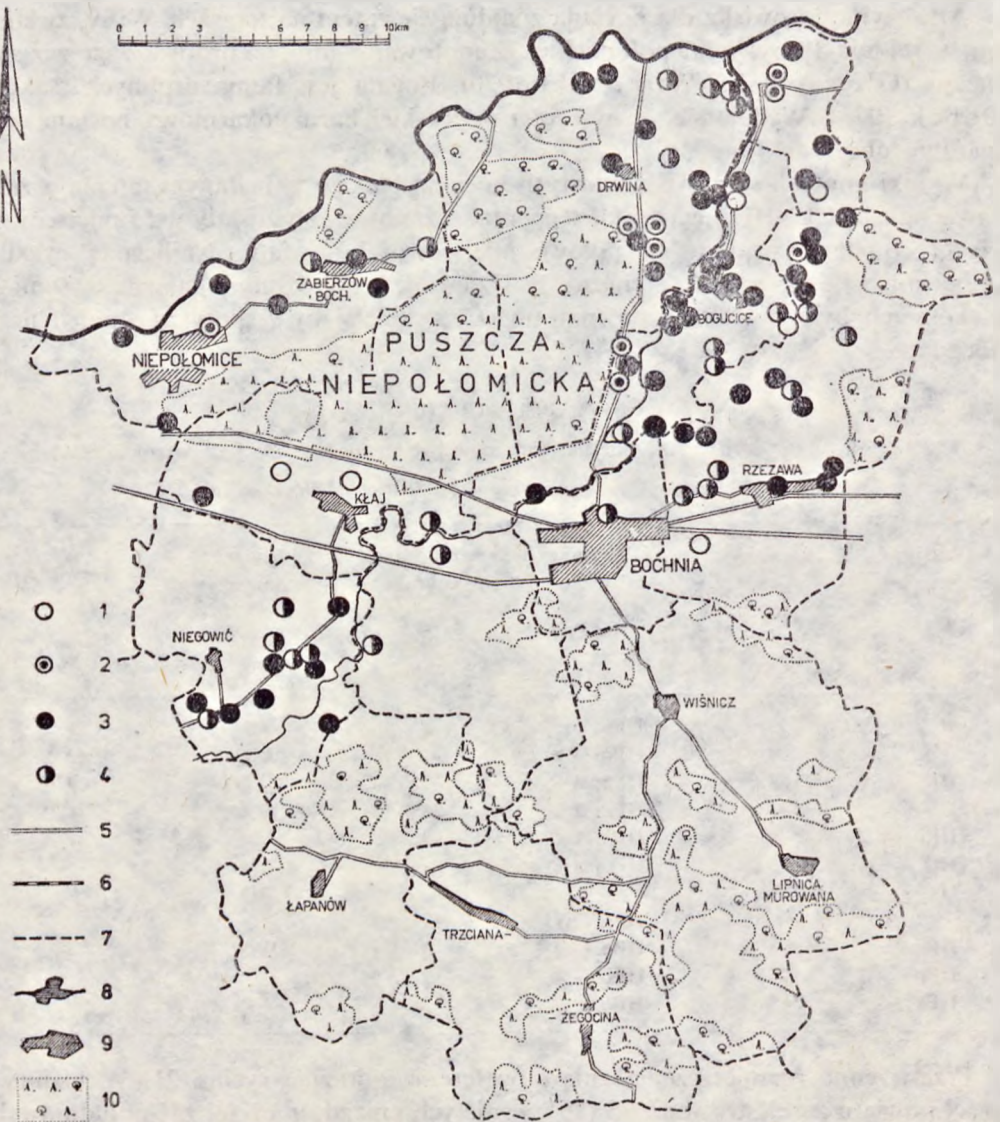 0 1 2 4 6 7 8 9 10km
N
DRWINA
ZABIERZÓW
BOCH.
BOGUCICE
NIEPOŁOMICE
PUSZCZA
NIEPOŁOMICKA
RZEZAWA
KŁAJ
BOCHNIA
1
NIEGOWIĆ
2
3
WIŚNICZ
4
5
6
LIPNICA
MUROWANA
ŁAPANÓW
7
TRZCIANA
8
ŻEGOCINA
9
10